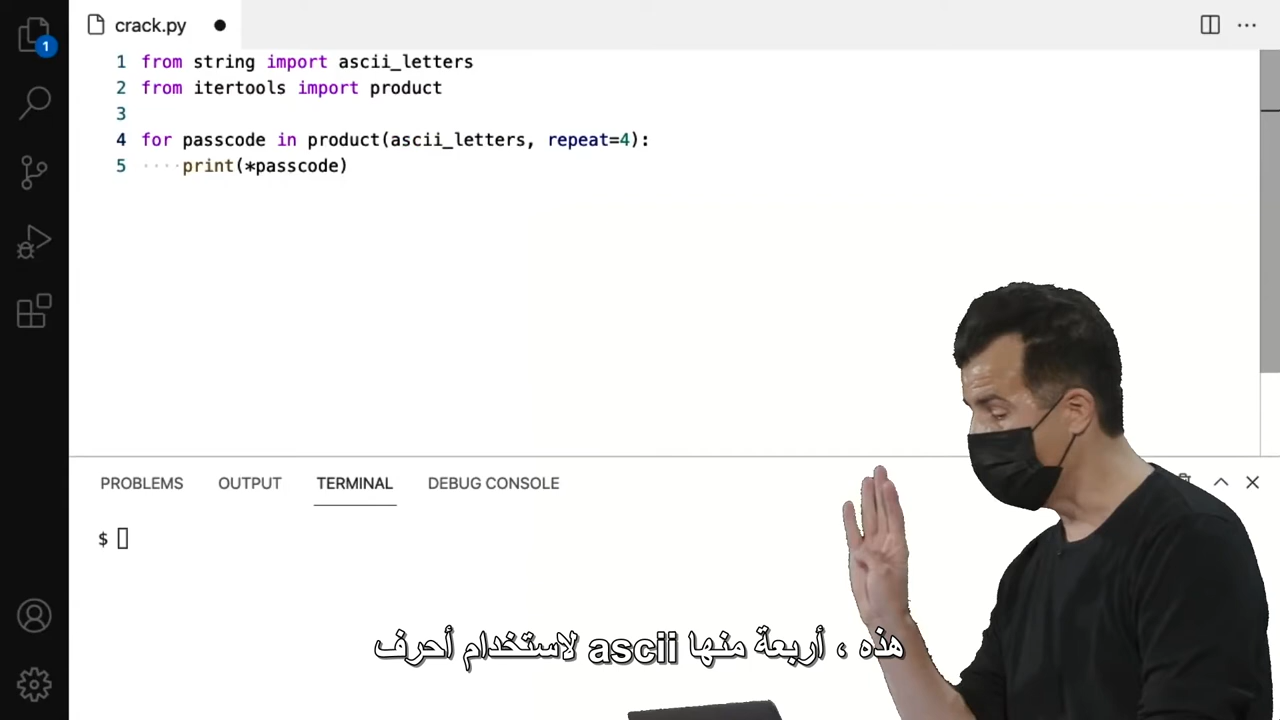 crack.py
1
1 from string import ascii_letters
2 from itertools import product
3
4 for passcode in product(ascii_letters, repeat=4):
5 ····print(*passcode)
PROBLEMS OUTPUT TERMINAL DEBUG CONSOLE
$
لاستخدام أحرف ascii هذه ، أربعة منها